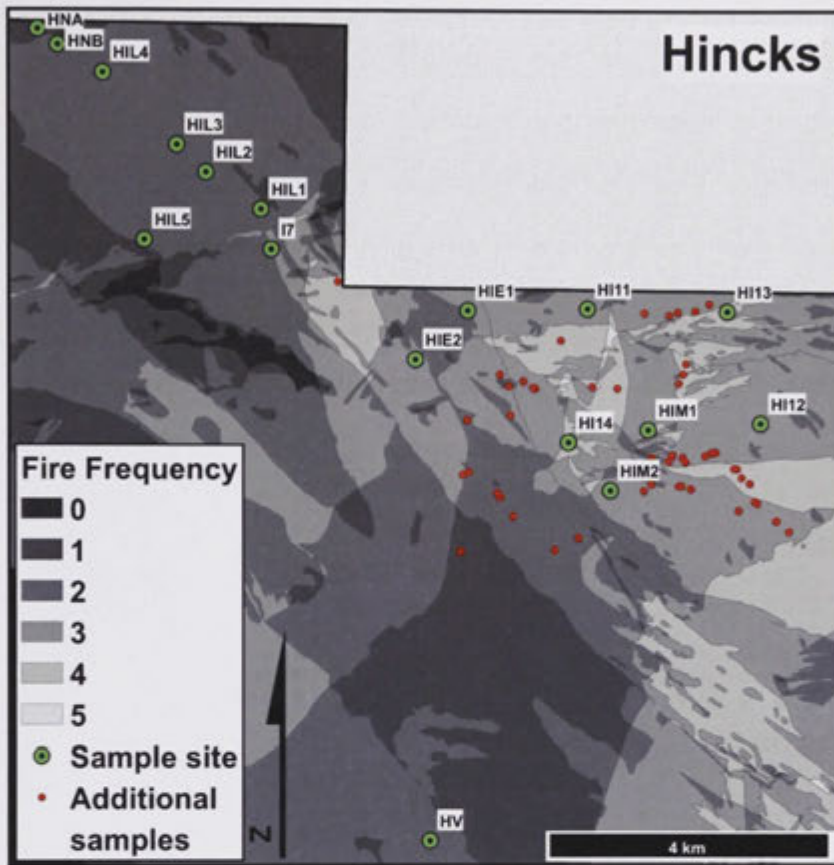 Hincks
HNA
HNB
HIL4
HIL3
HIL2
HIL1
HIL5
I7
HIE1
HI11
HI13
HIE2
HIM1
HI12
HI14
HIM2
Fire Frequency
0
1
2
3
4
5
Sample site
Additional
samples
N
HV
4 km